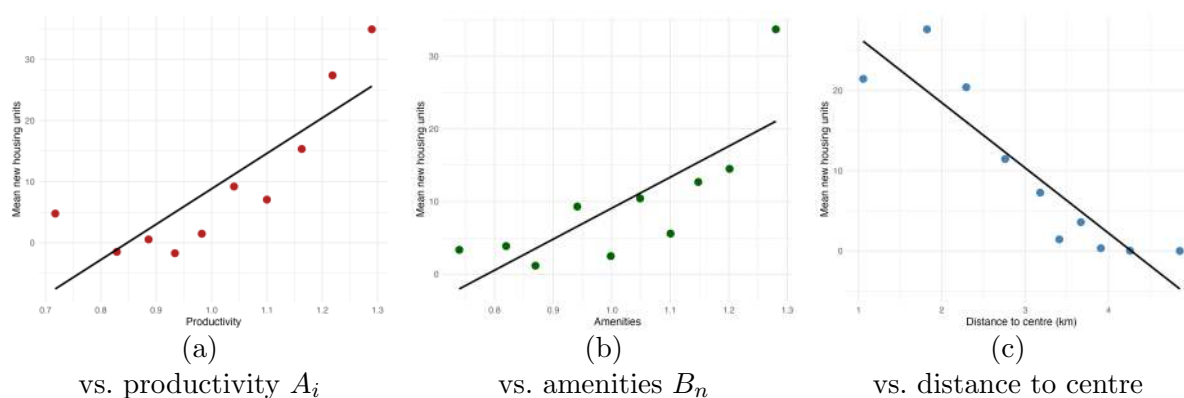 Mean new housing units
30
20
10
0
0.7 0.8 0.9 1.0 1.1 1.2 1.3
Productivity
(a)
vs. productivity A_i
Mean new housing units
30
20
10
0
0.8 0.9 1.0 1.1 1.2 1.3
Amenities
(b)
vs. amenities B_n
Mean new housing units
20
10
0
1 2 3 4
Distance to centre (km)
(c)
vs. distance to centre